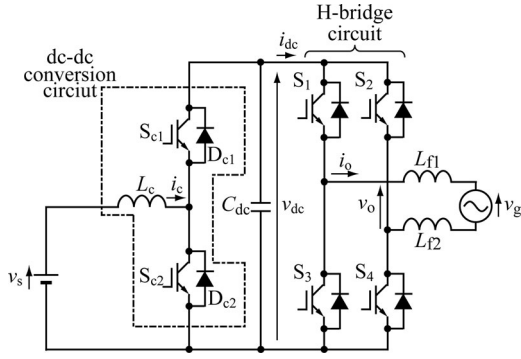 H-bridge
circuit
dc-dc
conversion
circiut
i_dc
S_1
S_2
S_c1
D_c1
L_c
i_c
C_dc
v_dc
i_o
L_f1
v_o
v_g
L_f2
v_s
S_c2
D_c2
S_3
S_4